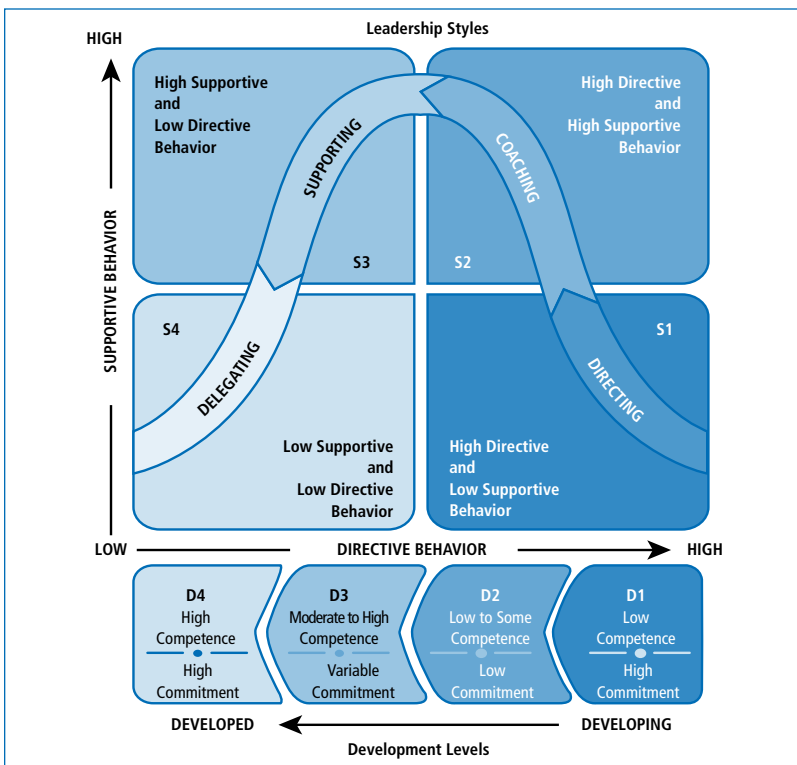 Leadership Styles
HIGH
High Supportive
and
Low Directive
Behavior
High Directive
and
High Supportive
Behavior
SUPPORTING
COACHING
S3
S2
SUPPORTIVE BEHAVIOR
S4
S1
DELEGATING
DIRECTING
Low Supportive
and
Low Directive
Behavior
High Directive
and
Low Supportive
Behavior
LOW
DIRECTIVE BEHAVIOR
HIGH
D4
High
Competence
High
Commitment
D3
Moderate to High
Competence
Variable
Commitment
D2
Low to Some
Competence
Low
Commitment
D1
Low
Competence
High
Commitment
DEVELOPED
DEVELOPING
Development Levels